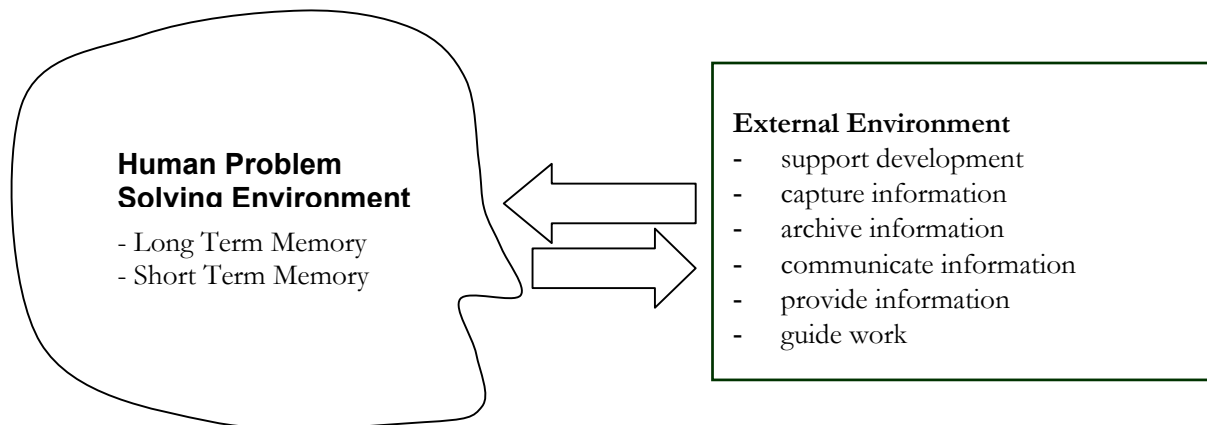 Human Problem
Solving Environment
- Long Term Memory
- Short Term Memory
External Environment
- support development
- capture information
- archive information
- communicate information
- provide information
- guide work